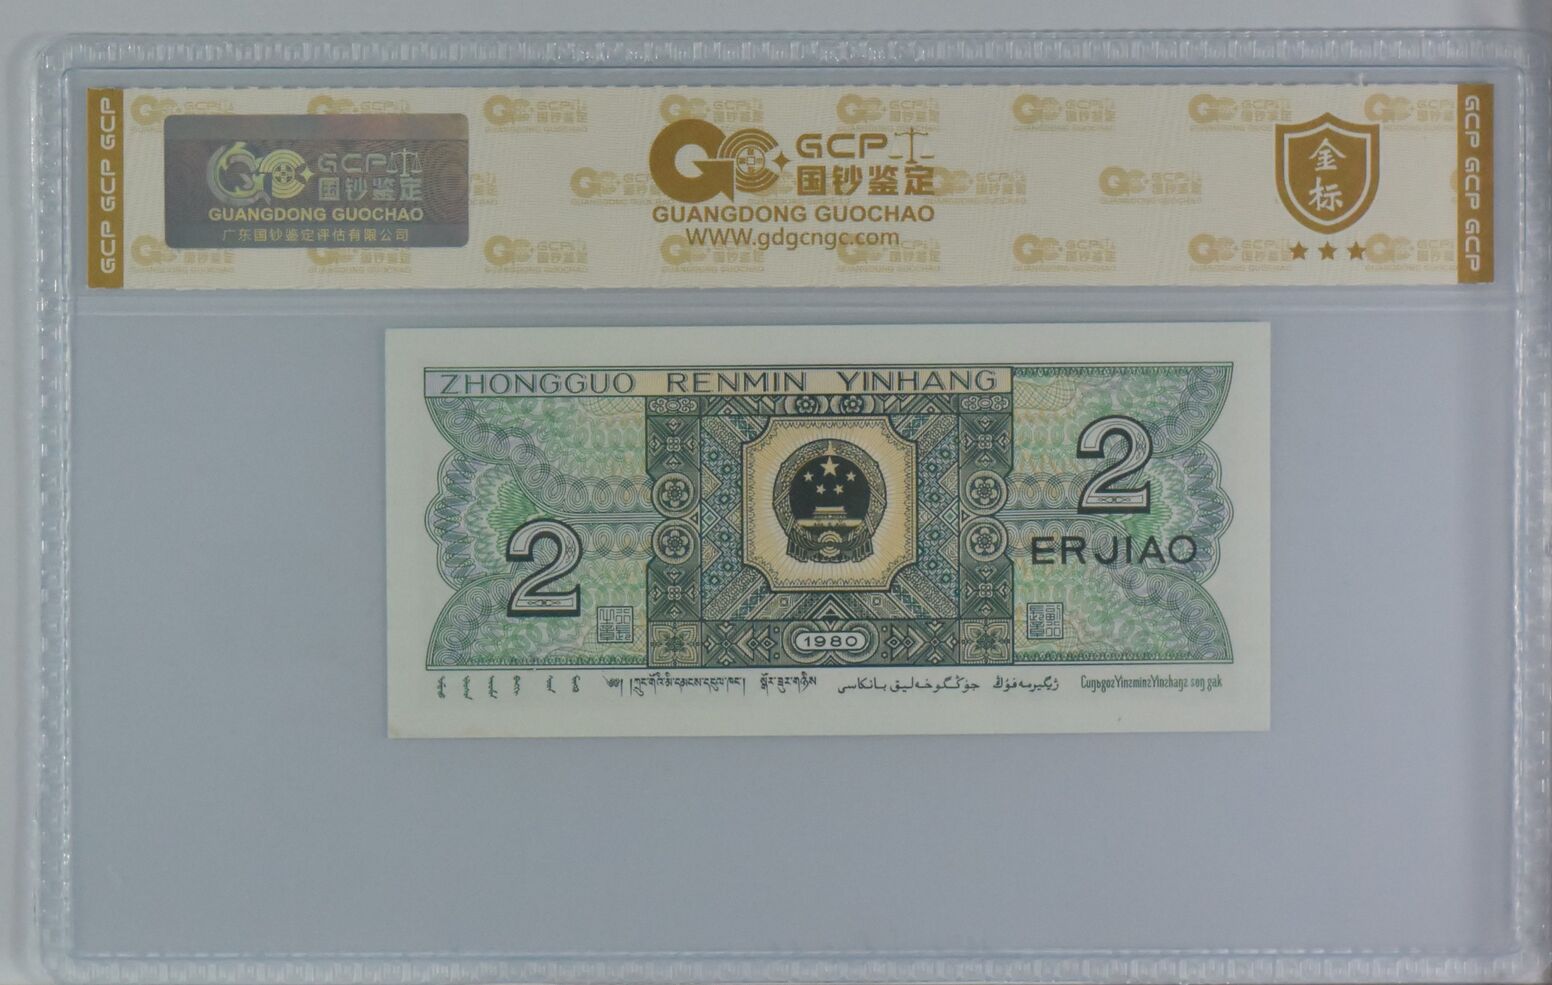 GCP GCP GCP
GCP
国钞鉴定
GUANGDONG GUOCHAO
广东国钞鉴定评估有限公司
GCP
国钞鉴定
GUANGDONG GUOCHAO
WWW.gdgcngc.com
金标
GCP GCP GCP
ZHONGGUO RENMIN YINHANG
2
ERJIAO
2
1980